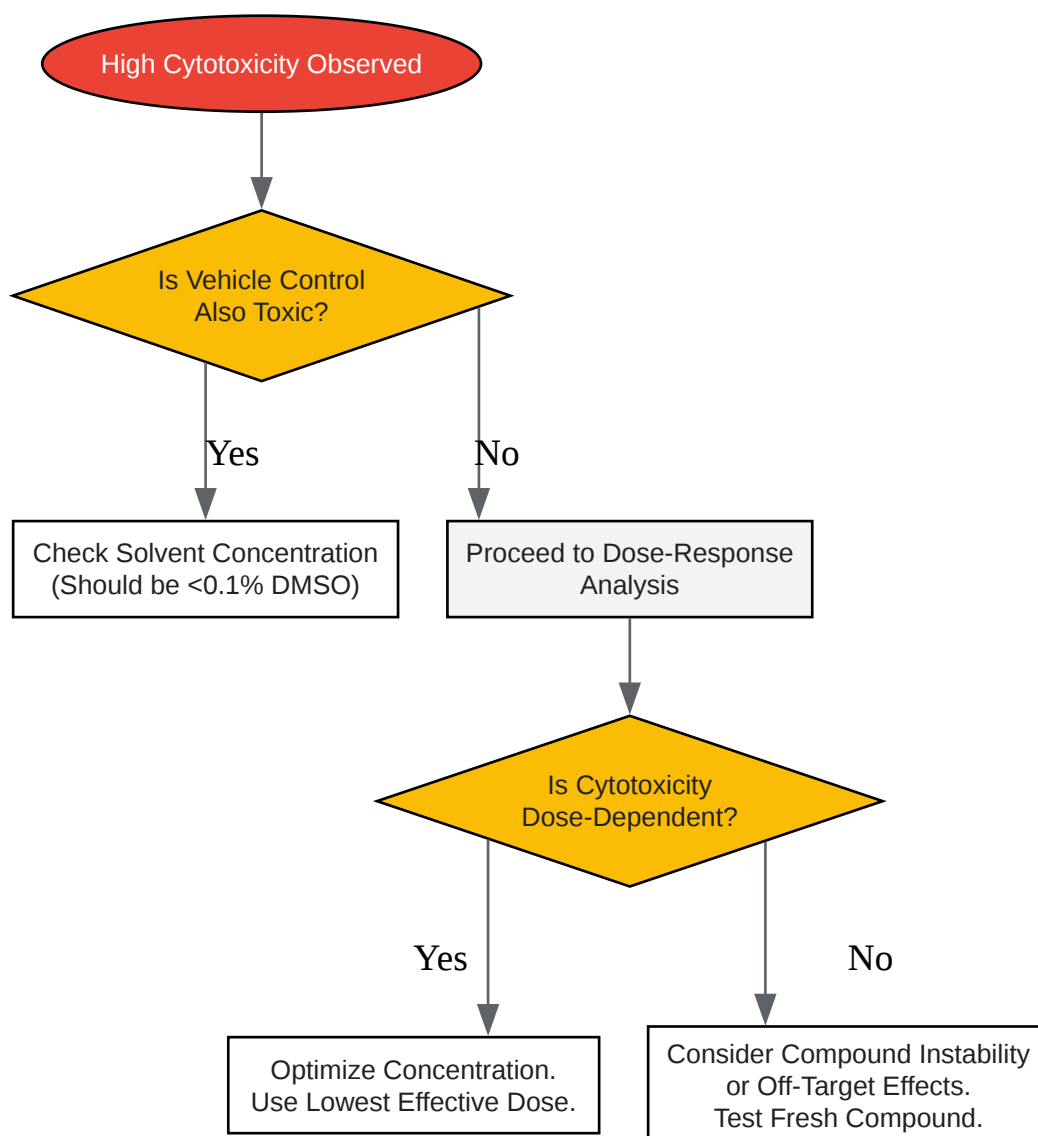 High Cytotoxicity Observed
Is Vehicle Control
Also Toxic?
Yes
No
Check Solvent Concentration
(Should be <0.1% DMSO)
Proceed to Dose-Response
Analysis
Is Cytotoxicity
Dose-Dependent?
Yes
No
Optimize Concentration.
Use Lowest Effective Dose.
Consider Compound Instability
or Off-Target Effects.
Test Fresh Compound.